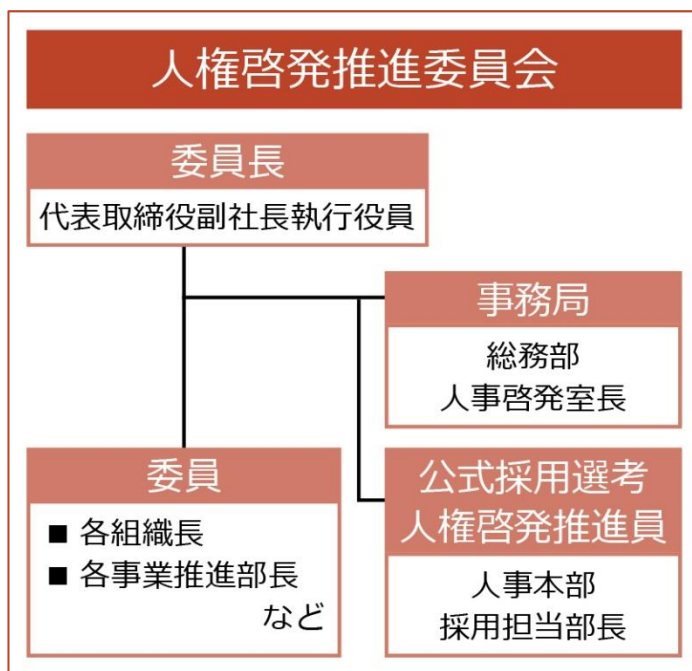 人権啓発推進委員会
委員長
代表取締役副社長執行役員
事務局
総務部
人事啓発室長
委員
■ 各組織長
■ 各事業推進部長
など
公式採用選考
人権啓発推進員
人事本部
採用担当部長